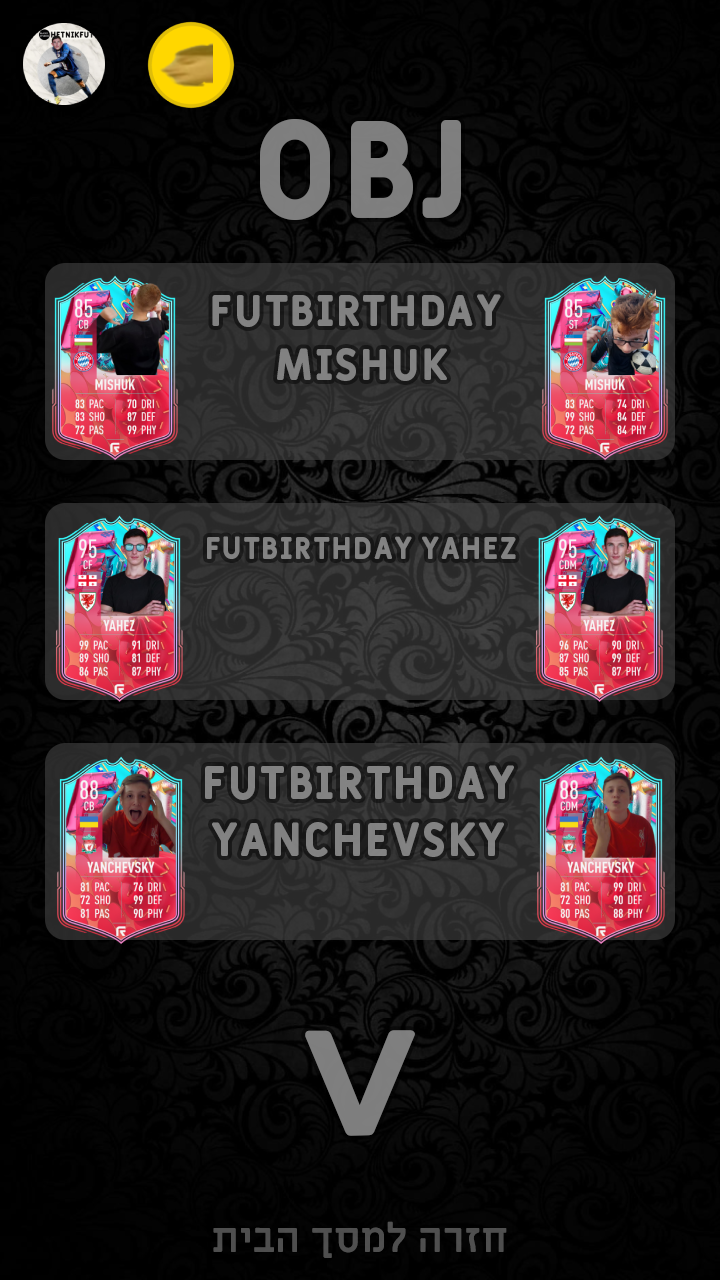 HETNIKFUT
OBJ
FUTBIRTHDAY
MISHUK
85
CB
MISHUK
83 PAC 70 DRI
83 SHO 87 DEF
72 PAS 99 PHY
85
ST
MISHUK
83 PAC 74 DRI
99 SHO 84 DEF
72 PAS 84 PHY
FUTBIRTHDAY YAHEZ
95
CF
YAHEZ
99 PAC 91 DRI
89 SHO 81 DEF
86 PAS 87 PHY
95
CDM
YAHEZ
96 PAC 90 DRI
87 SHO 99 DEF
85 PAS 87 PHY
FUTBIRTHDAY
YANCHEVSKY
88
CB
YANCHEVSKY
81 PAC 76 DRI
72 SHO 99 DEF
81 PAS 90 PHY
88
CDM
YANCHEVSKY
81 PAC 99 DRI
72 SHO 90 DEF
80 PAS 88 PHY
V
חזרה למסך הבית